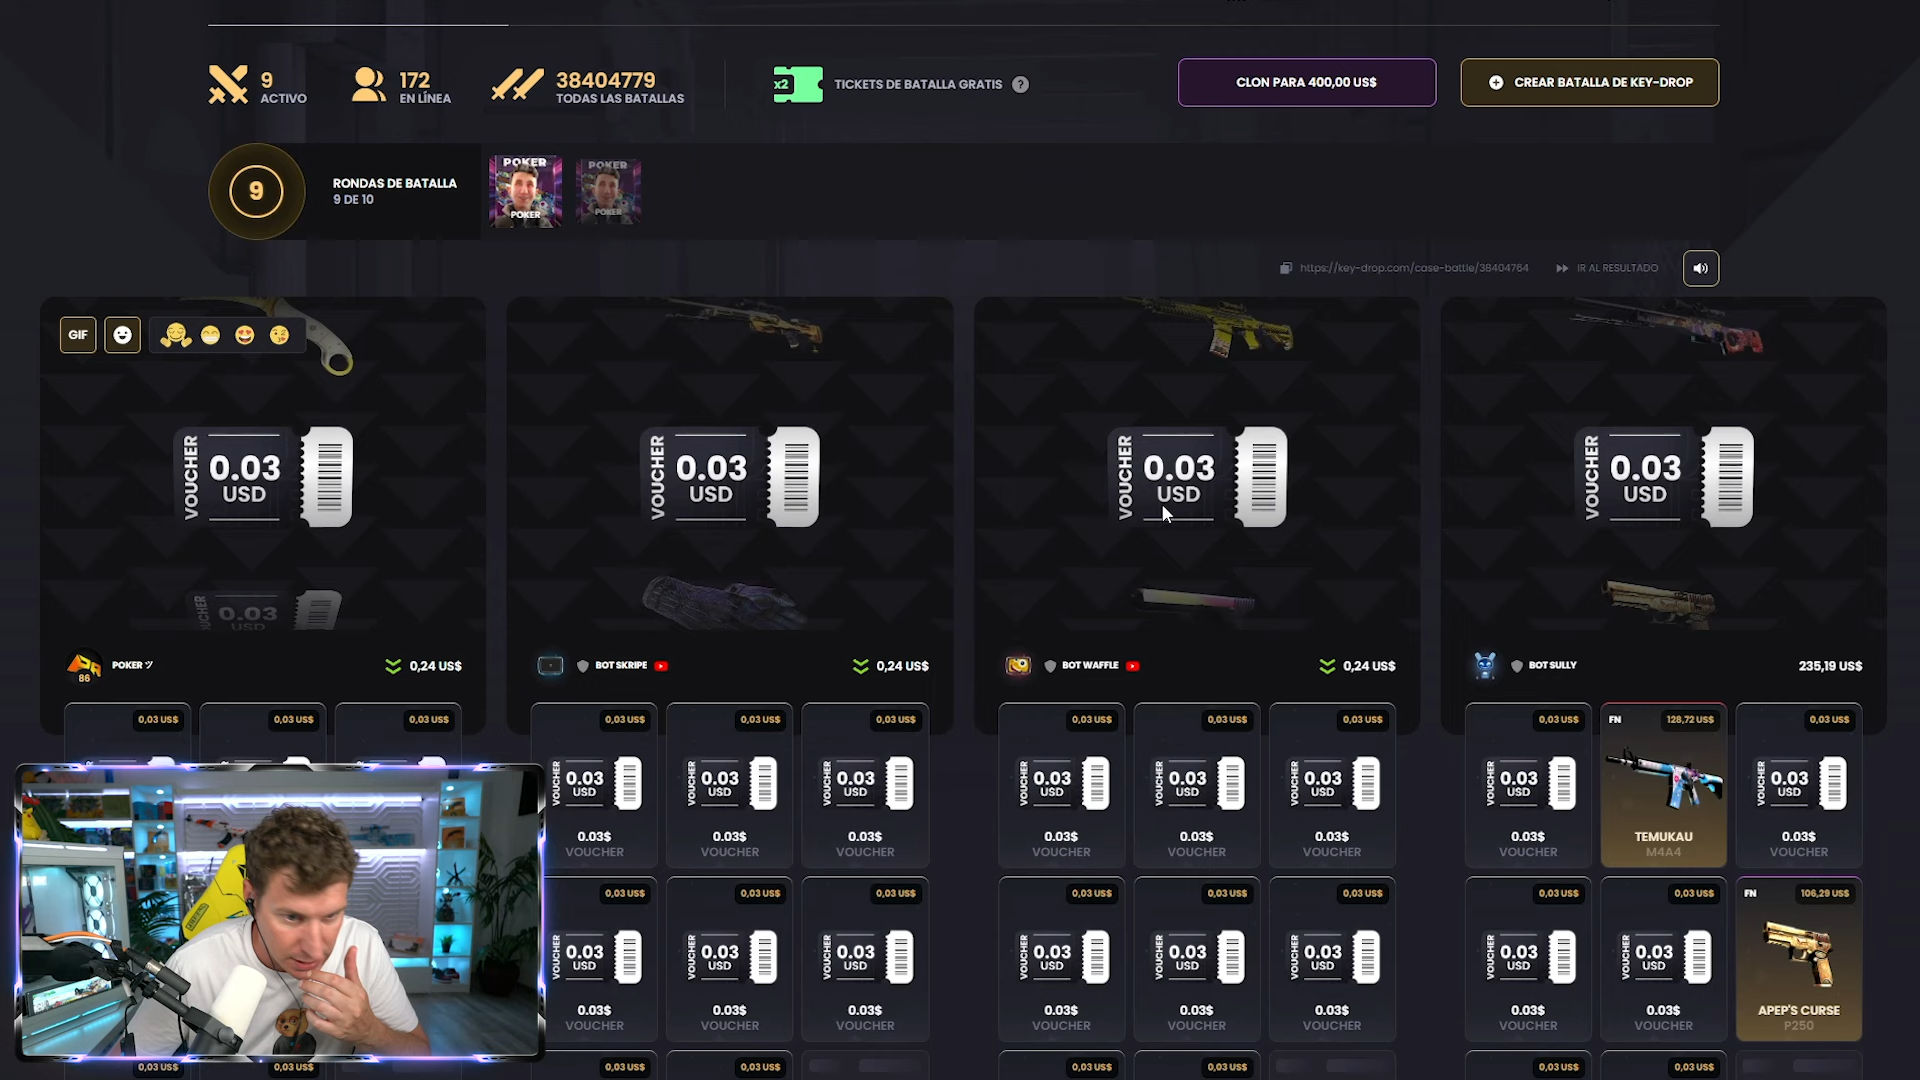 9
ACTIVO
172
EN LÍNEA
38404779
TODAS LAS BATALLAS
x2
TICKETS DE BATALLA GRATIS ?
CLON PARA 400,00 US$
CREAR BATALLA DE KEY-DROP
9
RONDAS DE BATALLA
9 DE 10
POKER
POKER
POKER
POKER
https://key-drop.com/case-battle/38404764
IR AL RESULTADO
GIF
VOUCHER
0.03
USD
VOUCHER
0.03
USD
VOUCHER
0.03
USD
VOUCHER
0.03
USD
VOUCHER
0.03
USD
86
POKER ツ
0,24 US$
BOT SKRIPE
0,24 US$
BOT WAFFLE
0,24 US$
BOT SULLY
235,19 US$
0,03 US$
0,03 US$
0,03 US$
0,03 US$
VOUCHER
0.03
USD
0.03$
VOUCHER
0,03 US$
VOUCHER
0.03
USD
0.03$
VOUCHER
0,03 US$
VOUCHER
0.03
USD
0.03$
VOUCHER
0,03 US$
VOUCHER
0.03
USD
0.03$
VOUCHER
0,03 US$
VOUCHER
0.03
USD
0.03$
VOUCHER
0,03 US$
VOUCHER
0.03
USD
0.03$
VOUCHER
0,03 US$
VOUCHER
0.03
USD
0.03$
VOUCHER
FN
128,72 US$
TEMUKAU
M4A4
0,03 US$
VOUCHER
0.03
USD
0.03$
VOUCHER
0,03 US$
VOUCHER
0.03
USD
0.03$
VOUCHER
0,03 US$
VOUCHER
0.03
USD
0.03$
VOUCHER
0,03 US$
VOUCHER
0.03
USD
0.03$
VOUCHER
0,03 US$
VOUCHER
0.03
USD
0.03$
VOUCHER
0,03 US$
VOUCHER
0.03
USD
0.03$
VOUCHER
0,03 US$
VOUCHER
0.03
USD
0.03$
VOUCHER
0,03 US$
VOUCHER
0.03
USD
0.03$
VOUCHER
0,03 US$
VOUCHER
0.03
USD
0.03$
VOUCHER
FN
106,29 US$
APEP'S CURSE
P250
0,03 US$
0,03 US$
0,03 US$
0,03 US$
0,03 US$
0,03 US$
0,03 US$
0,03 US$